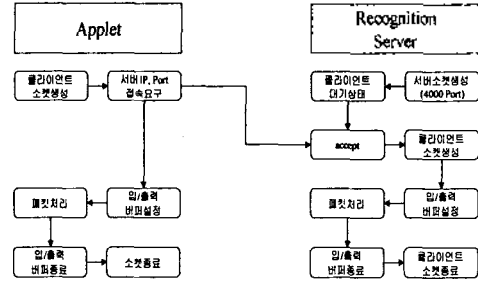 Applet
Recognition
Server
클라이언트
소켓생성
서버 IP, Port
접속요구
클라이언트
대기상태
서버소켓생성
(4000 Port)
accept
클라이언트
소켓생성
패킷처리
입/출력
버퍼설정
패킷처리
입/출력
버퍼설정
입/출력
버퍼종료
소켓종료
입/출력
버퍼종료
클라이언트
소켓종료